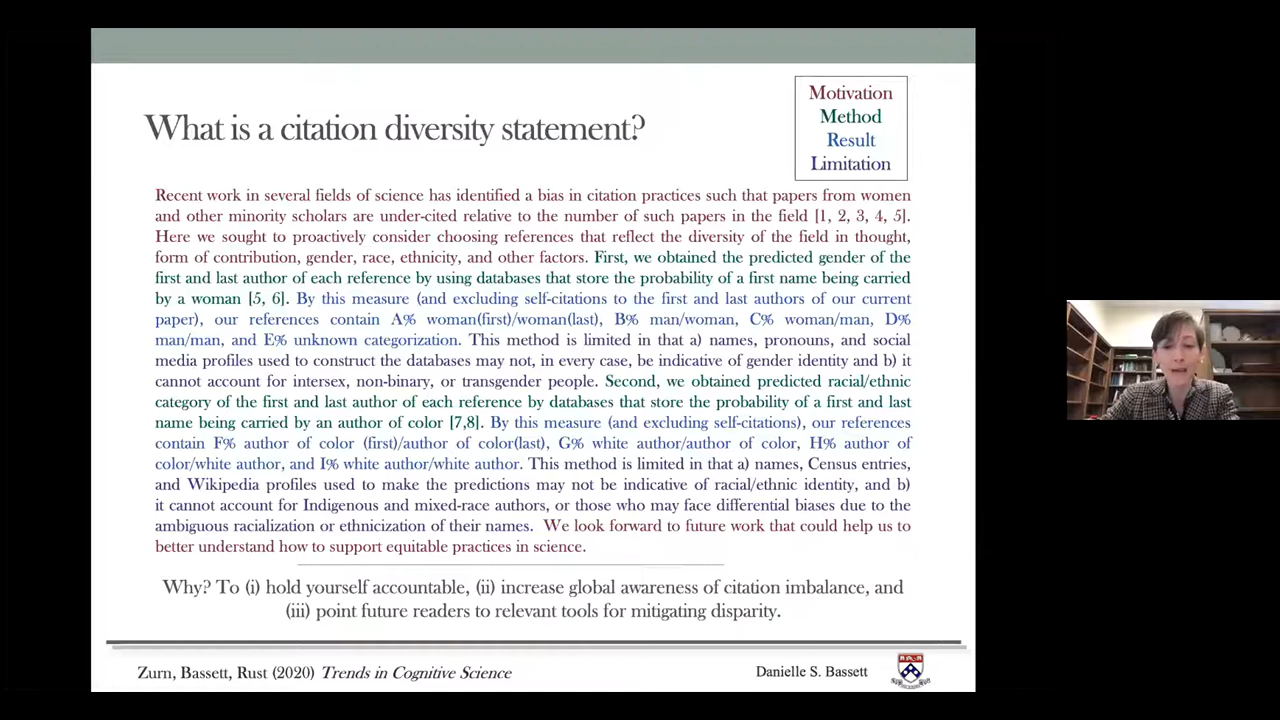 What is a citation diversity statement?
Motivation
Method
Result
Limitation
Recent work in several fields of science has identified a bias in citation practices such that papers from women
and other minority scholars are under-cited relative to the number of such papers in the field [1, 2, 3, 4, 5].
Here we sought to proactively consider choosing references that reflect the diversity of the field in thought,
form of contribution, gender, race, ethnicity, and other factors. First, we obtained the predicted gender of the
first and last author of each reference by using databases that store the probability of a first name being carried
by a woman [5, 6]. By this measure (and excluding self-citations to the first and last authors of our current
paper), our references contain A% woman(first)/woman(last), B% man/woman, C% woman/man, D%
man/man, and E% unknown categorization. This method is limited in that a) names, pronouns, and social
media profiles used to construct the databases may not, in every case, be indicative of gender identity and b) it
cannot account for intersex, non-binary, or transgender people. Second, we obtained predicted racial/ethnic
category of the first and last author of each reference by databases that store the probability of a first and last
name being carried by an author of color [7,8]. By this measure (and excluding self-citations), our references
contain F% author of color (first)/author of color(last), G% white author/author of color, H% author of
color/white author, and I% white author/white author. This method is limited in that a) names, Census entries,
and Wikipedia profiles used to make the predictions may not be indicative of racial/ethnic identity, and b)
it cannot account for Indigenous and mixed-race authors, or those who may face differential biases due to the
ambiguous racialization or ethnicization of their names. We look forward to future work that could help us to
better understand how to support equitable practices in science.
Why? To (i) hold yourself accountable, (ii) increase global awareness of citation imbalance, and
(iii) point future readers to relevant tools for mitigating disparity.
Zurn, Bassett, Rust (2020) Trends in Cognitive Science
Danielle S. Bassett